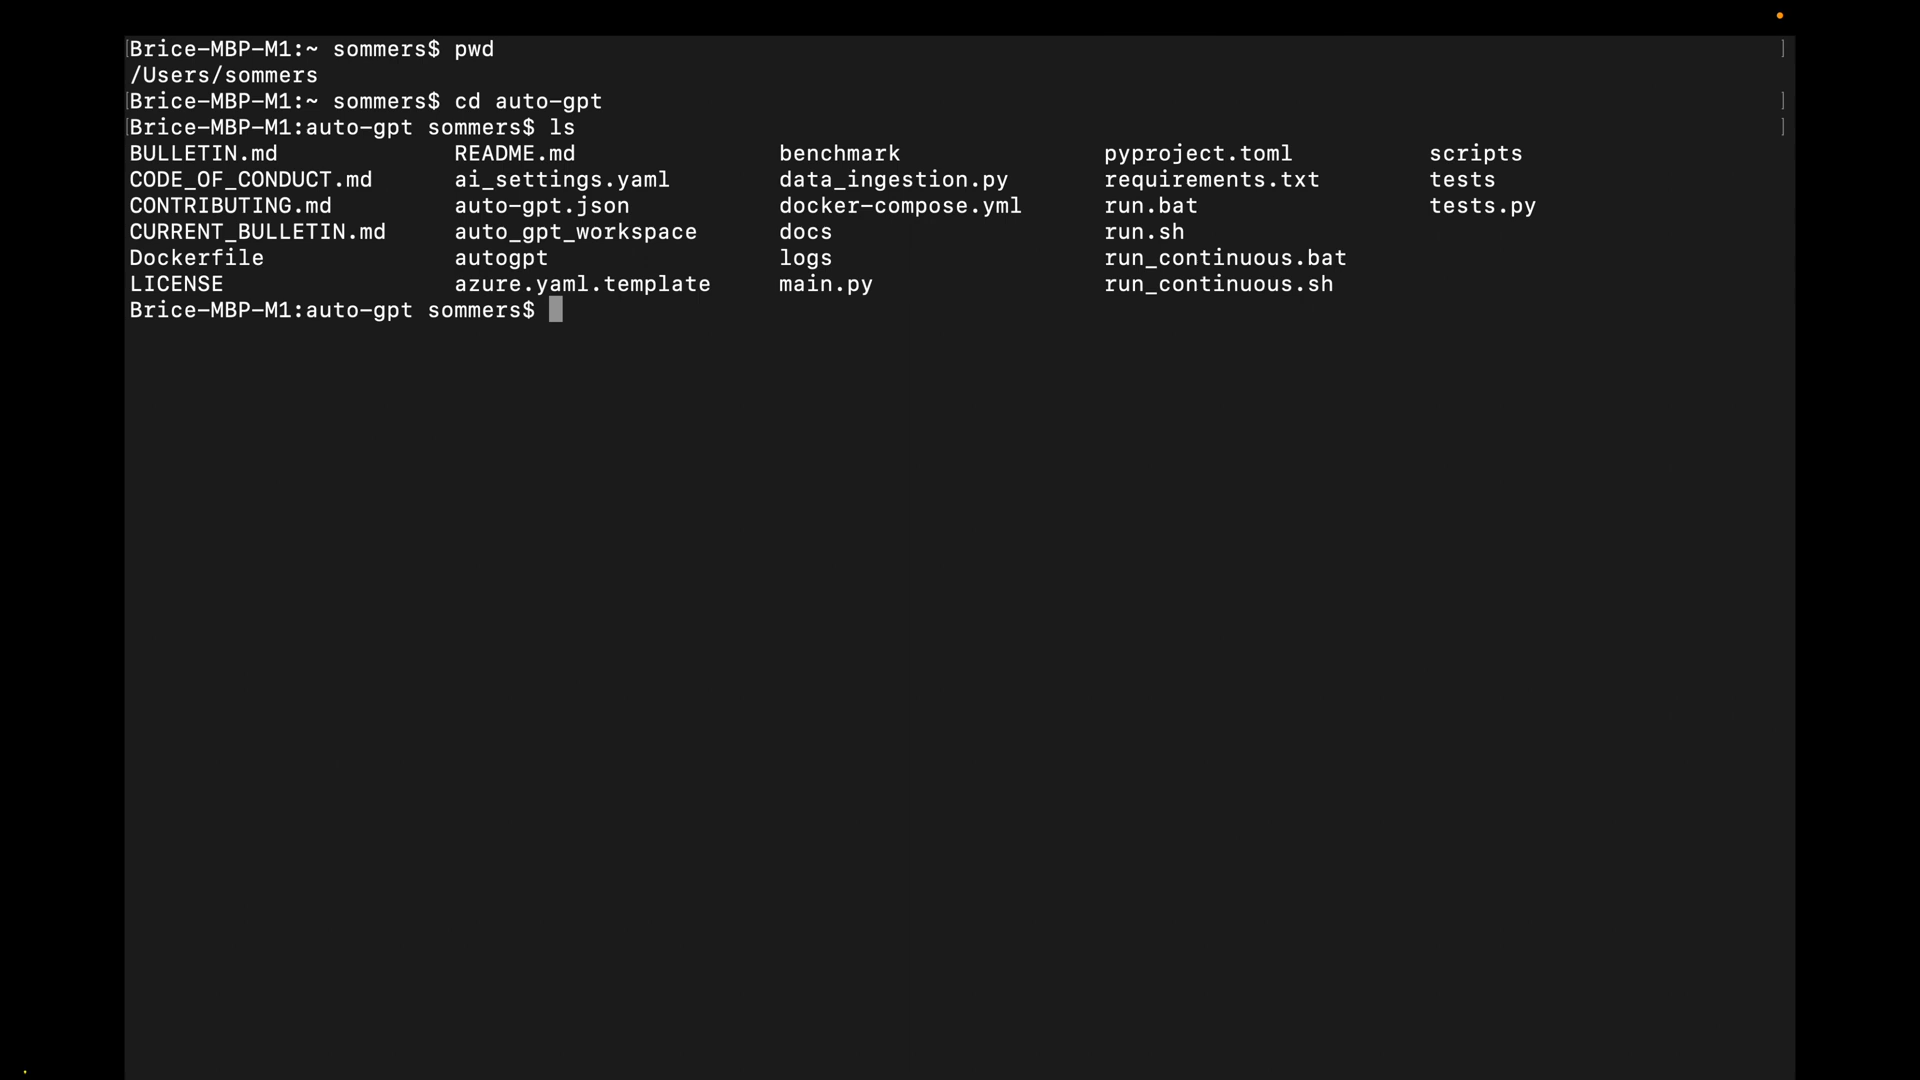 [Brice-MBP-M1:~ sommers$ pwd ]
/Users/sommers
[Brice-MBP-M1:~ sommers$ cd auto-gpt ]
[Brice-MBP-M1:auto-gpt sommers$ ls ]
BULLETIN.md README.md benchmark pyproject.toml scripts
CODE_OF_CONDUCT.md ai_settings.yaml data_ingestion.py requirements.txt tests
CONTRIBUTING.md auto-gpt.json docker-compose.yml run.bat tests.py
CURRENT_BULLETIN.md auto_gpt_workspace docs run.sh
Dockerfile autogpt logs run_continuous.bat
LICENSE azure.yaml.template main.py run_continuous.sh
Brice-MBP-M1:auto-gpt sommers$